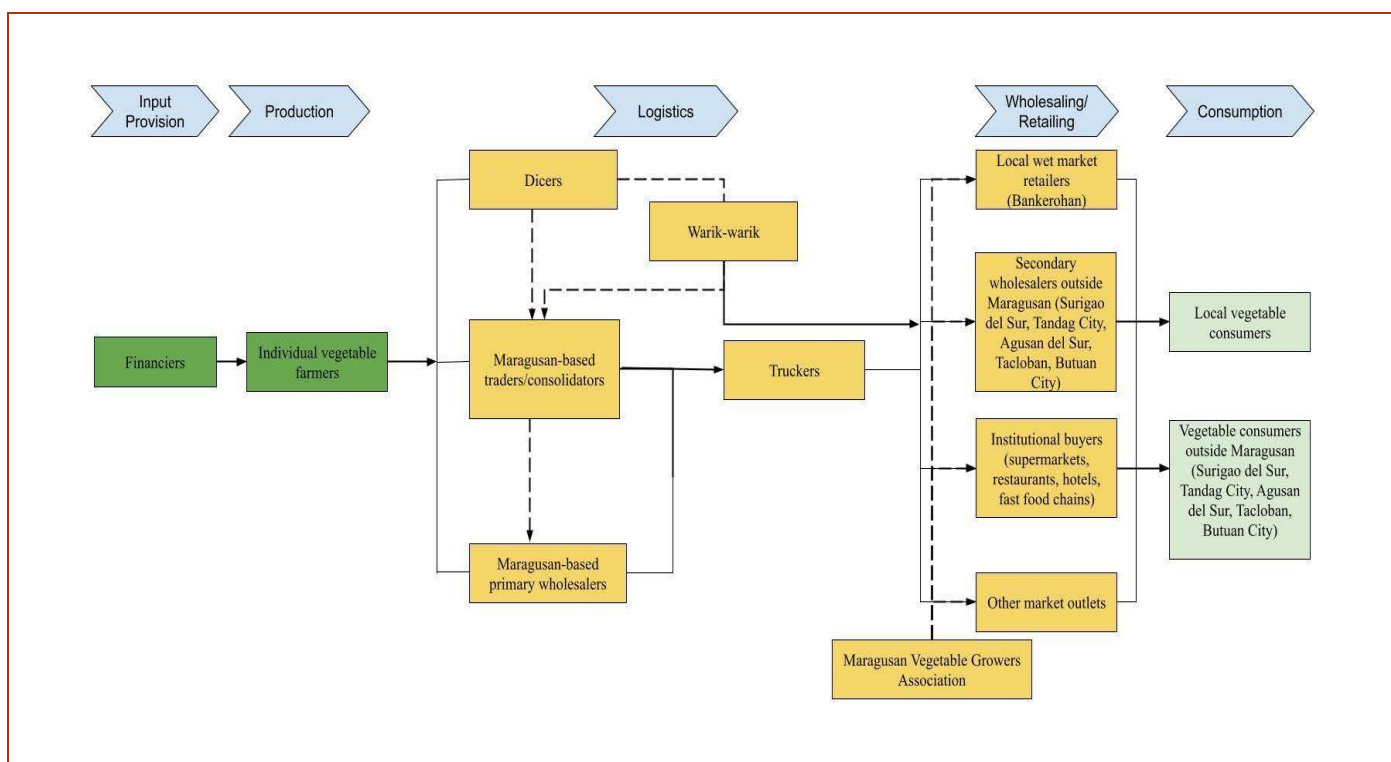 Input
Provision
Production
Logistics
Wholesaling/
Retailing
Consumption
Dicers
Warik-warik
Local wet market
retailers
(Bankerohan)
Secondary
wholesalers outside
Maragusan (Surigao
del Sur, Tandag City,
Agusan del Sur,
Tacloban, Butuan
City)
Local vegetable
consumers
Financiers
Individual vegetable
farmers
Maragusan-based
traders/consolidators
Truckers
Institutional buyers
(supermarkets,
restaurants, hotels,
fast food chains)
Vegetable consumers
outside Maragusan
(Surigao del Sur,
Tandag City, Agusan
del Sur, Tacloban,
Butuan City)
Maragusan-based
primary wholesalers
Other market outlets
Maragusan Vegetable Growers
Association